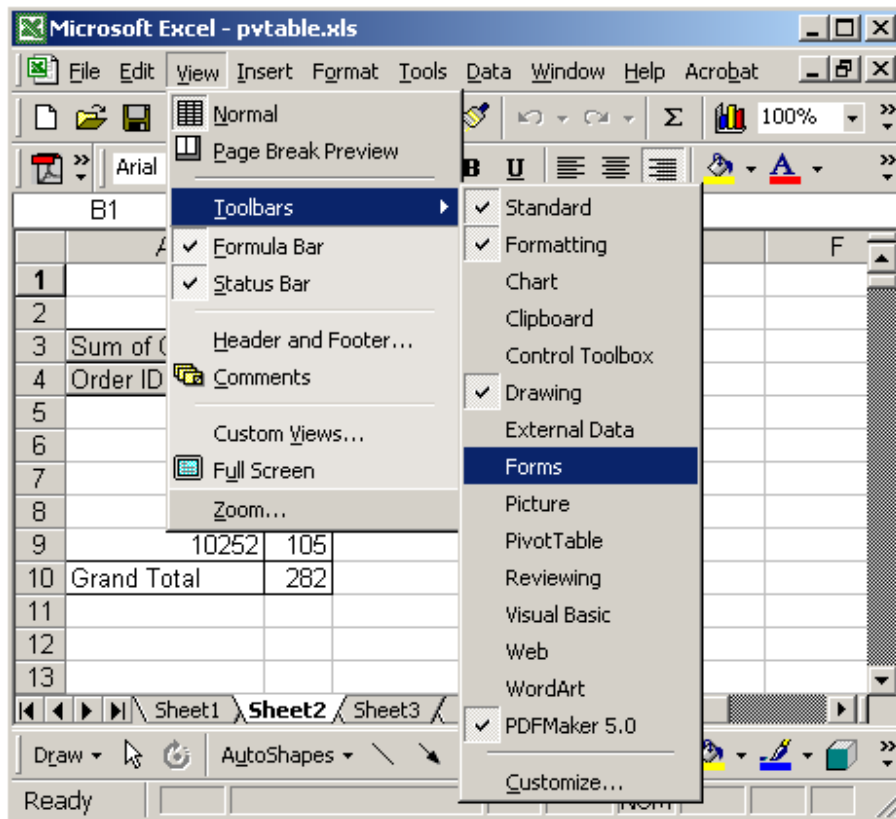 Microsoft Excel - pvtable.xls
File Edit View Insert Format Tools Data Window Help Acrobat
Normal
Σ 100%
Page Break Preview
Arial B U A
B1
Toolbars
Formula Bar
Status Bar
Header and Footer...
Comments
Custom Views...
Full Screen
Zoom...
Standard
Formatting
Chart
Clipboard
Control Toolbox
Drawing
External Data
Forms
Picture
PivotTable
Reviewing
Visual Basic
Web
WordArt
PDFMaker 5.0
Customize...
F
1
2
3 Sum of
4 Order ID
5
6
7
8
9 10252 105
10 Grand Total 282
11
12
13
Sheet1 Sheet2 Sheet3
Draw AutoShapes
Ready